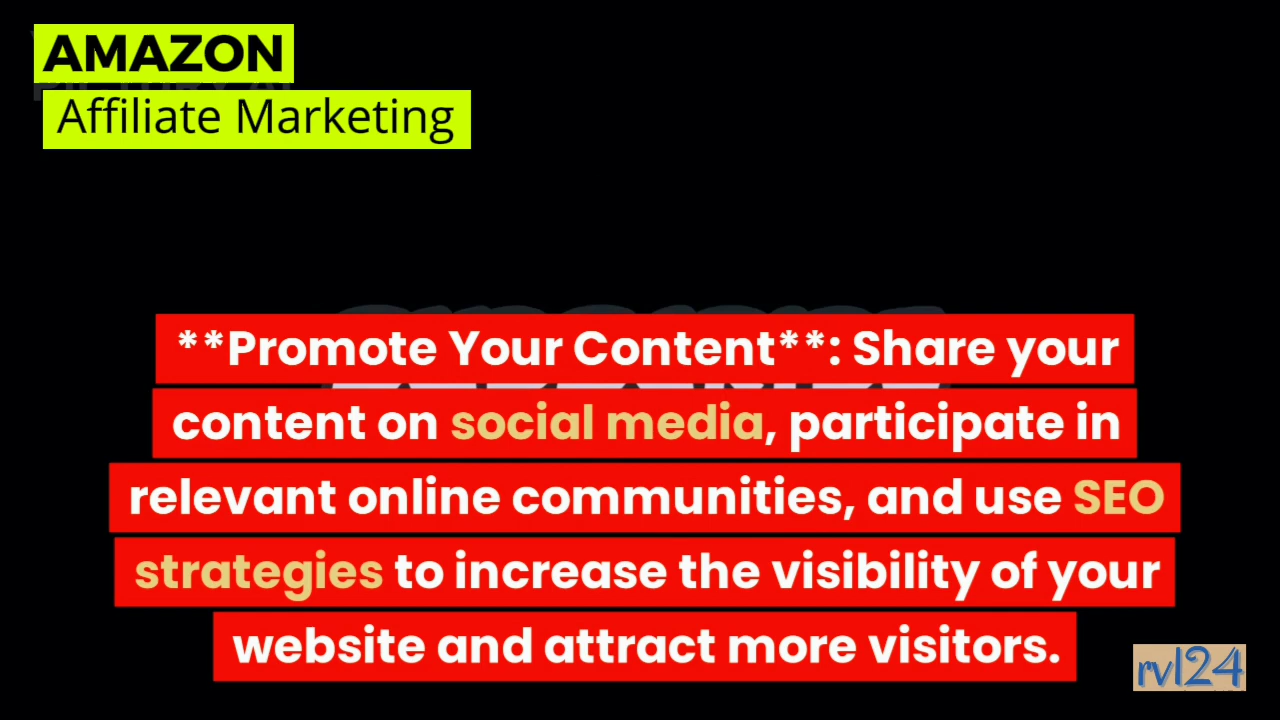 AMAZON
Affiliate Marketing
**Promote Your Content**: Share your
content on social media, participate in
relevant online communities, and use SEO
strategies to increase the visibility of your
website and attract more visitors.
rvl24